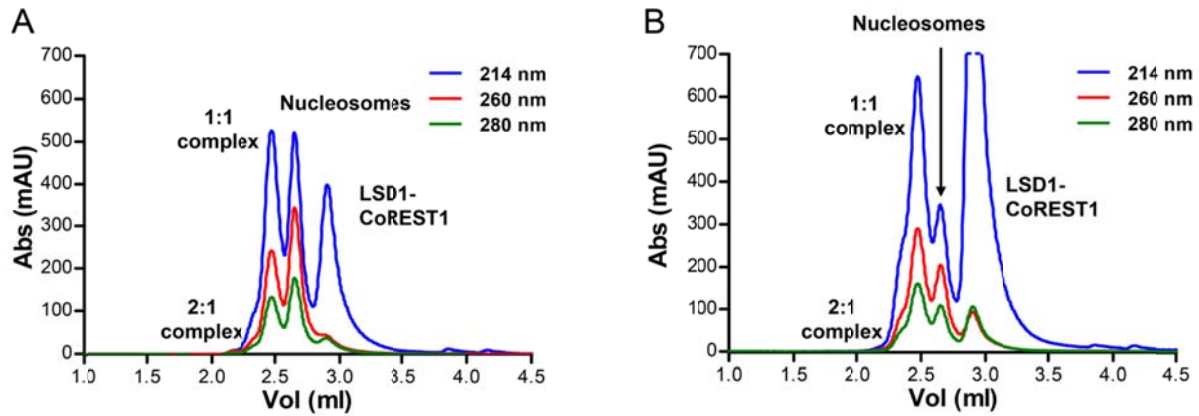 A
700
600
500
400
300
200
100
0
Abs (mAU)
1.0
1.5
2.0
2.5
3.0
3.5
4.0
4.5
Vol (ml)
1:1
complex
Nucleosomes
LSD1-
CoREST1
2:1
complex
214 nm
260 nm
280 nm
B
Nucleosomes
700
600
500
400
300
200
100
0
Abs (mAU)
1.0
1.5
2.0
2.5
3.0
3.5
4.0
4.5
Vol (ml)
1:1
complex
LSD1-
CoREST1
2:1
complex
214 nm
260 nm
280 nm